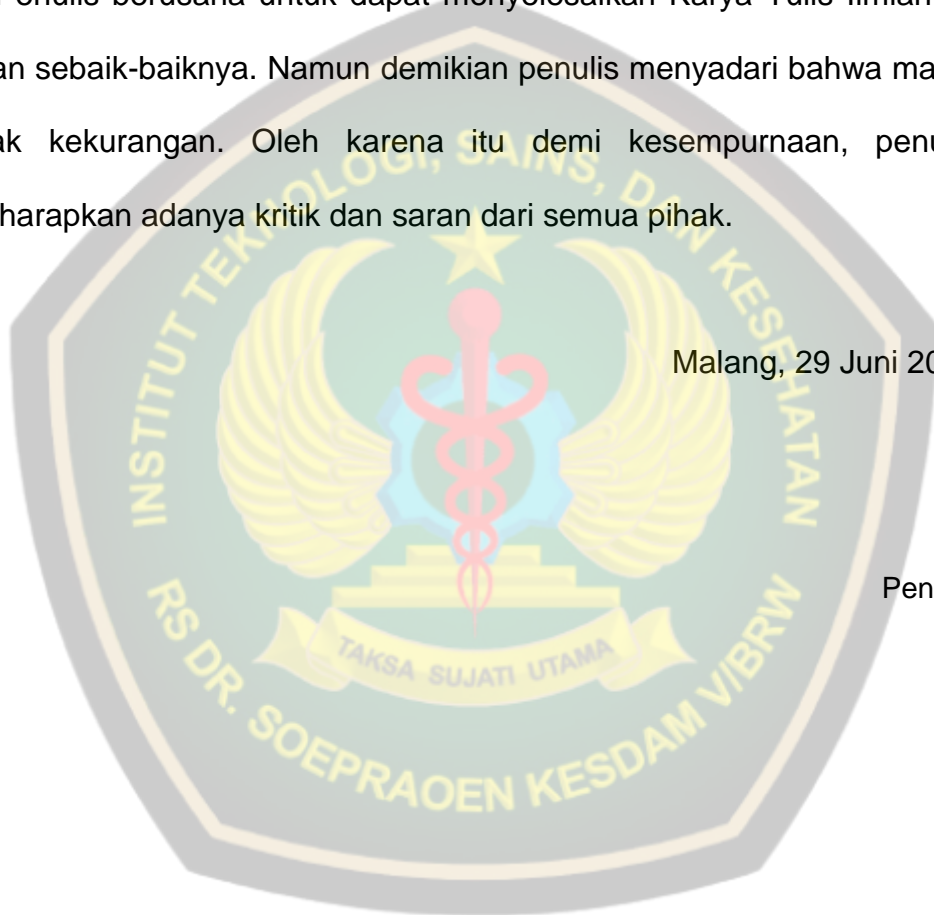 berusaha untuk dapat menyelesaikan Karya Tulis Ilmiah
an sebaik-baiknya. Namun demikian penulis menyadari bahwa ma
ak kekurangan. Oleh karena itu demi kesempurnaan, penu
harapkan adanya kritik dan saran dari semua pihak.
Malang, 29 Juni 20
Pen
INSTITUT TEKNOLOGI, SAINS, DAN KESEHATAN
TAKSA SUJATI UTAMA
RS DR. SOEPRAOEN KESDAM V/BRW